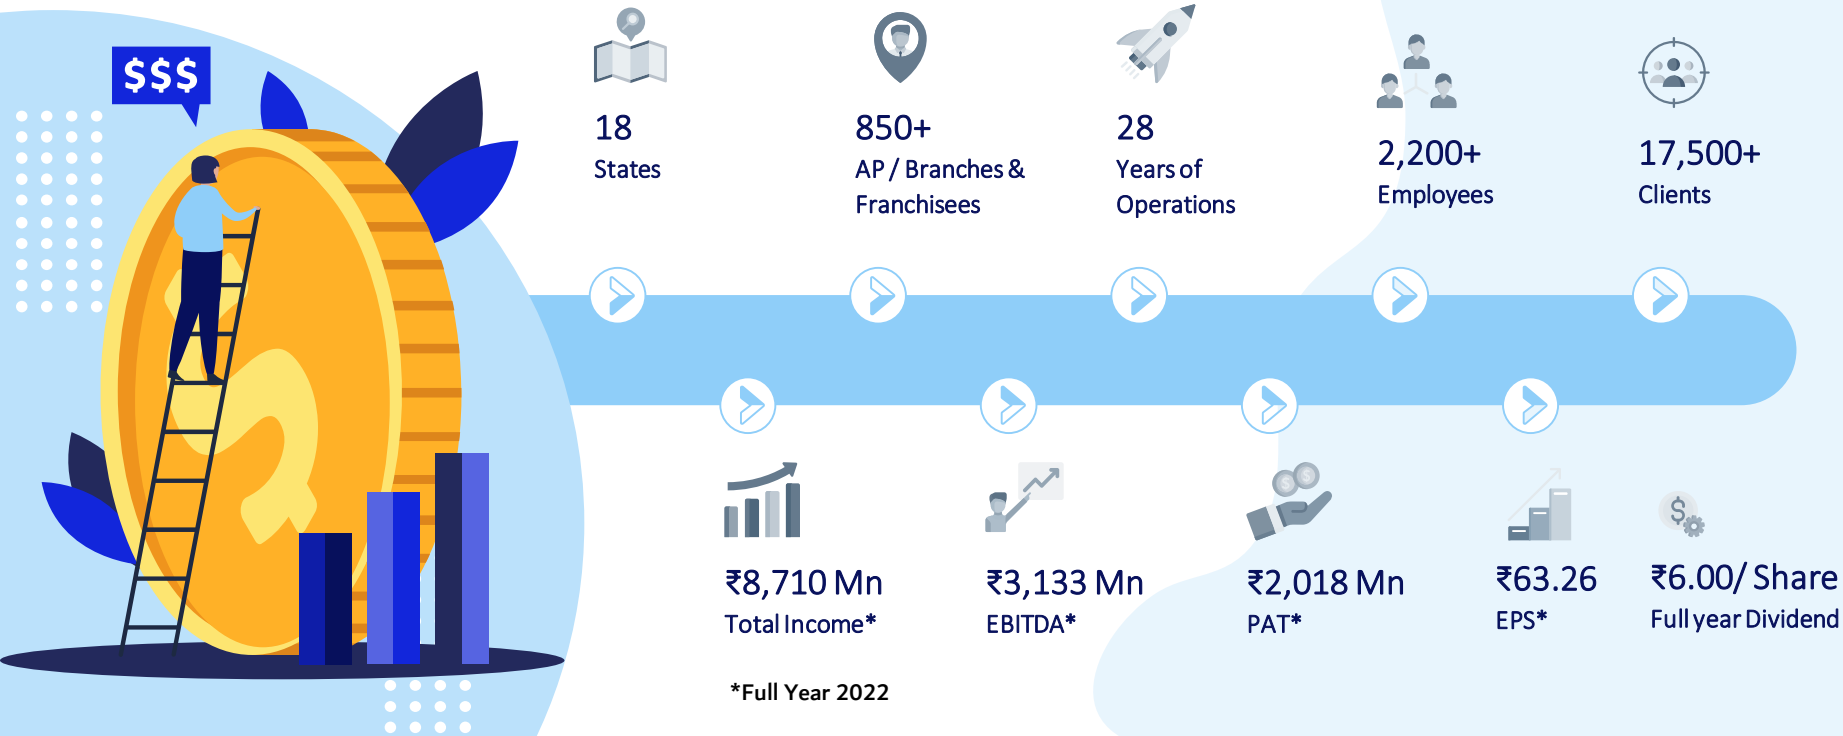 $$$
18
States
850+
AP / Branches &
Franchisees
28
Years of
Operations
2,200+
Employees
17,500+
Clients
₹8,710 Mn
Total Income*
₹3,133 Mn
EBITDA*
₹2,018 Mn
PAT*
₹63.26
EPS*
₹6.00/ Share
Full year Dividend
*Full Year 2022